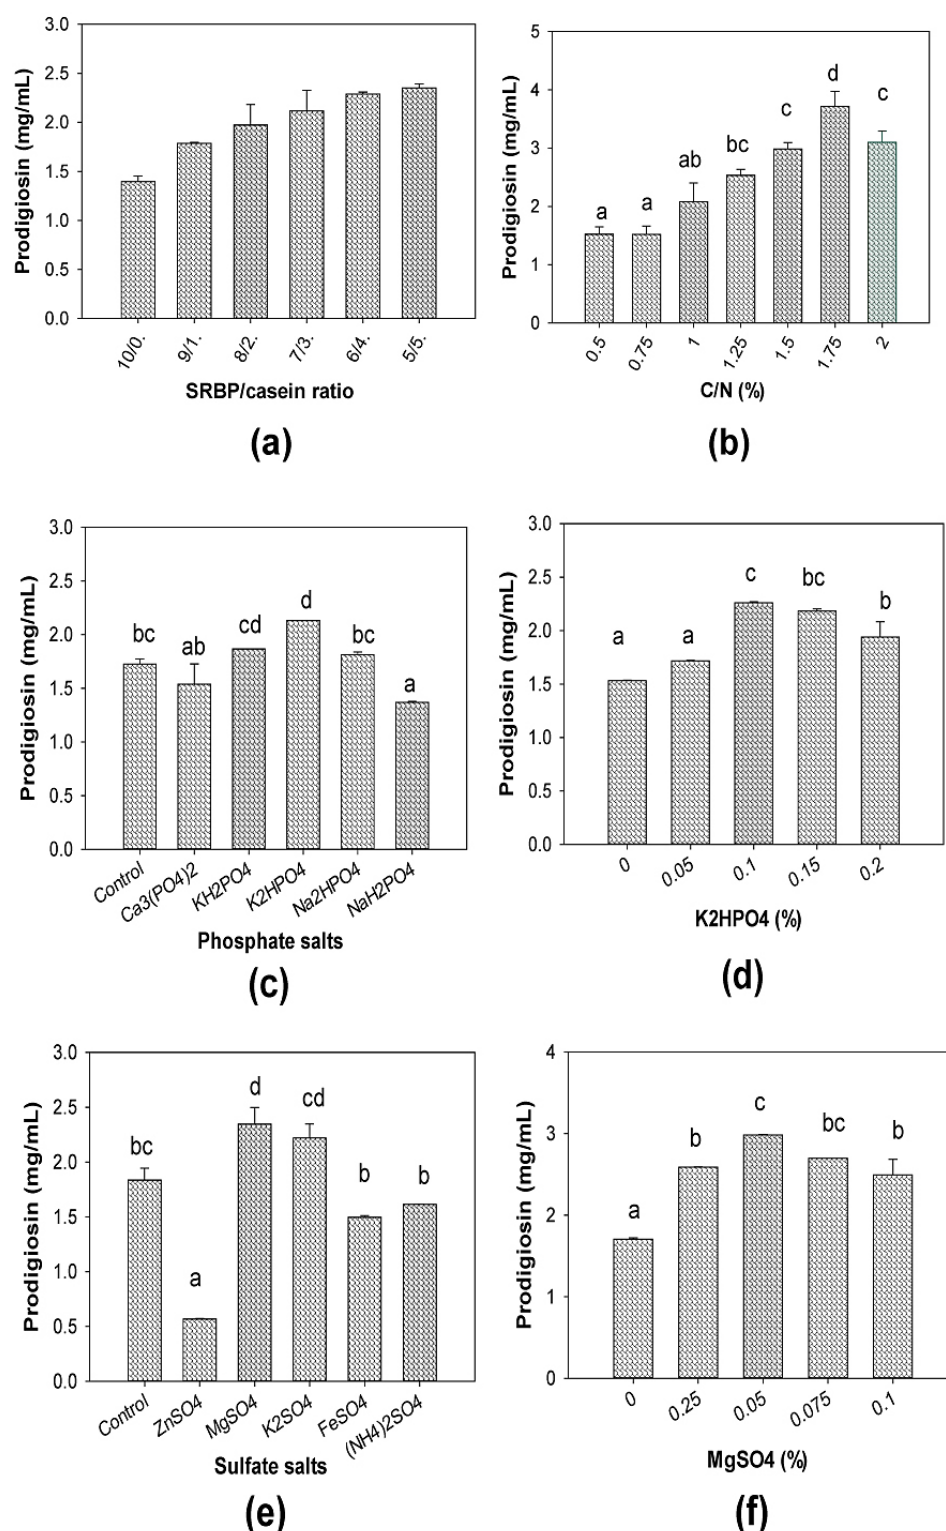 Prodigiosin (mg/mL)
3.0
2.5
2.0
1.5
1.0
0.5
0.0
10/0.
9/1.
8/2.
7/3.
6/4.
5/5.
SRBP/casein ratio
(a)
Prodigiosin (mg/mL)
5
4
3
2
1
0
a
a
ab
bc
c
d
c
0.5
0.75
1
1.25
1.5
1.75
2
C/N (%)
(b)
Prodigiosin (mg/mL)
3.0
2.5
2.0
1.5
1.0
0.5
0.0
bc
ab
cd
d
bc
a
Control
Ca3(PO4)2
KH2PO4
K2HPO4
Na2HPO4
NaH2PO4
Phosphate salts
(c)
Prodigiosin (mg/mL)
3.0
2.5
2.0
1.5
1.0
0.5
0.0
a
a
c
bc
b
0
0.05
0.1
0.15
0.2
K2HPO4 (%)
(d)
Prodigiosin (mg/mL)
3.0
2.5
2.0
1.5
1.0
0.5
0.0
bc
a
d
cd
b
b
Control
ZnSO4
MgSO4
K2SO4
FeSO4
(NH4)2SO4
Sulfate salts
(e)
Prodigiosin (mg/mL)
4
3
2
1
0
a
b
c
bc
b
0
0.25
0.05
0.075
0.1
MgSO4 (%)
(f)